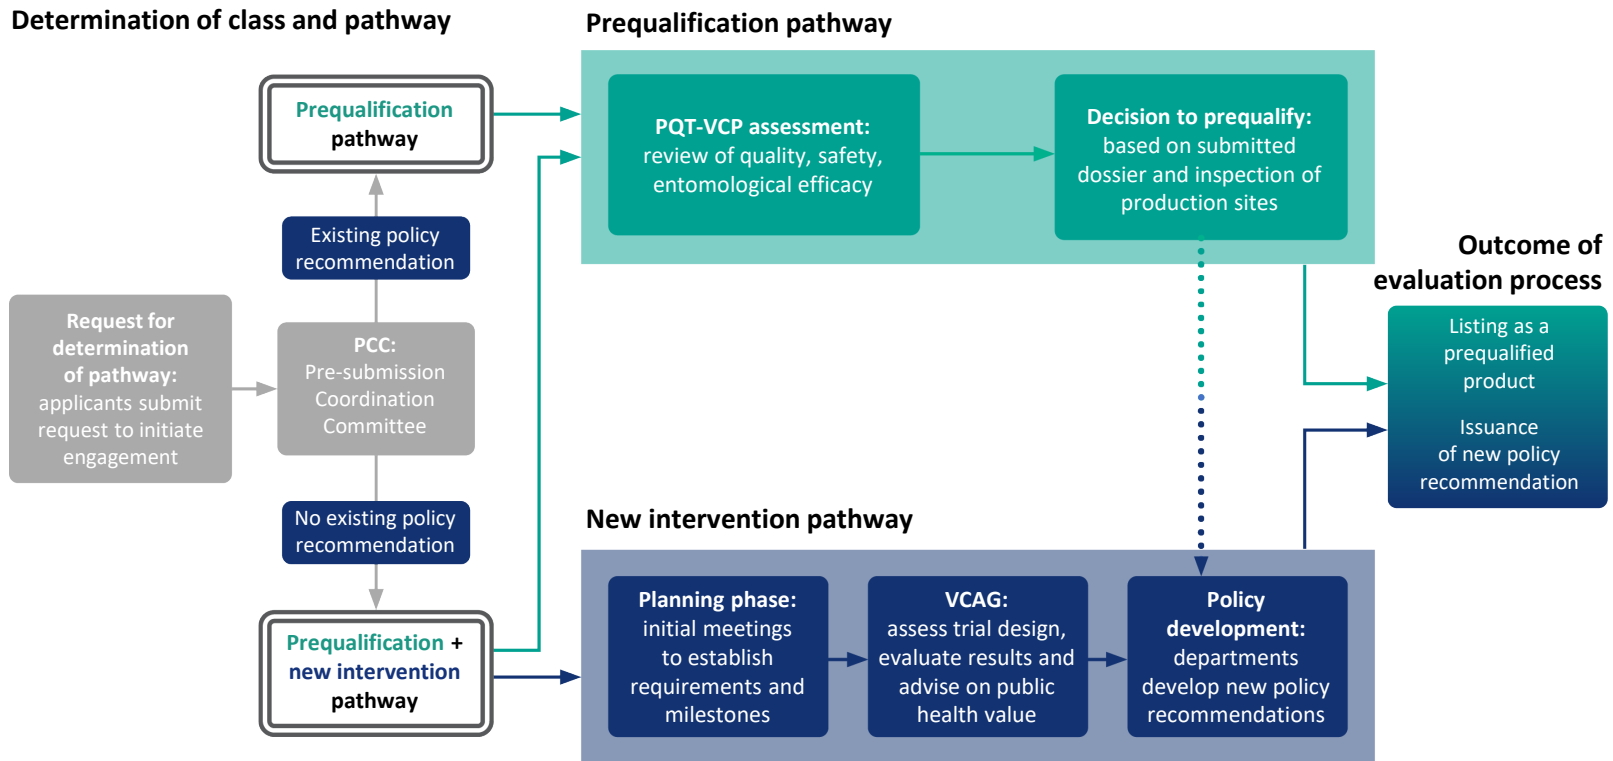 Determination of class and pathway
Request for
determination
of pathway:
applicants submit
request to initiate
engagement
PCC:
Pre-submission
Coordination
Committee
Existing policy
recommendation
Prequalification
pathway
No existing policy
recommendation
Prequalification +
new intervention
pathway
Prequalification pathway
PQT-VCP assessment:
review of quality, safety,
entomological efficacy
Decision to prequalify:
based on submitted
dossier and inspection of
production sites
New intervention pathway
Planning phase:
initial meetings
to establish
requirements and
milestones
VCAG:
assess trial design,
evaluate results and
advise on public
health value
Policy
development:
departments
develop new policy
recommendations
Outcome of
evaluation process
Listing as a
prequalified
product
Issuance
of new policy
recommendation